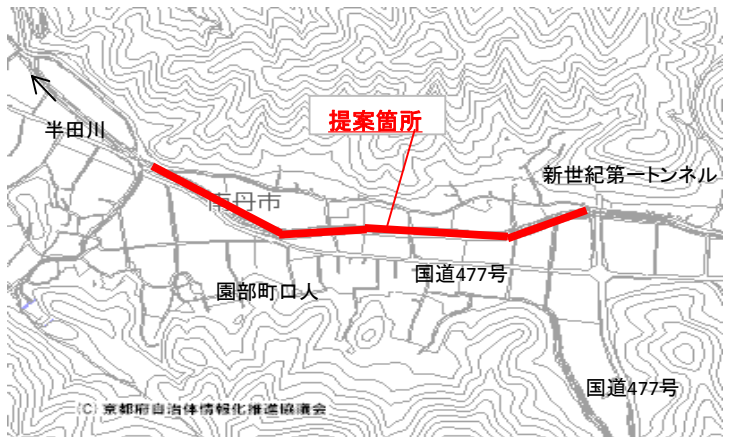 提案箇所
半田川
新世紀第一トンネル
南丹市
国道477号
園部町口人
国道477号
(C) 京都府自治体情報化推進協議会